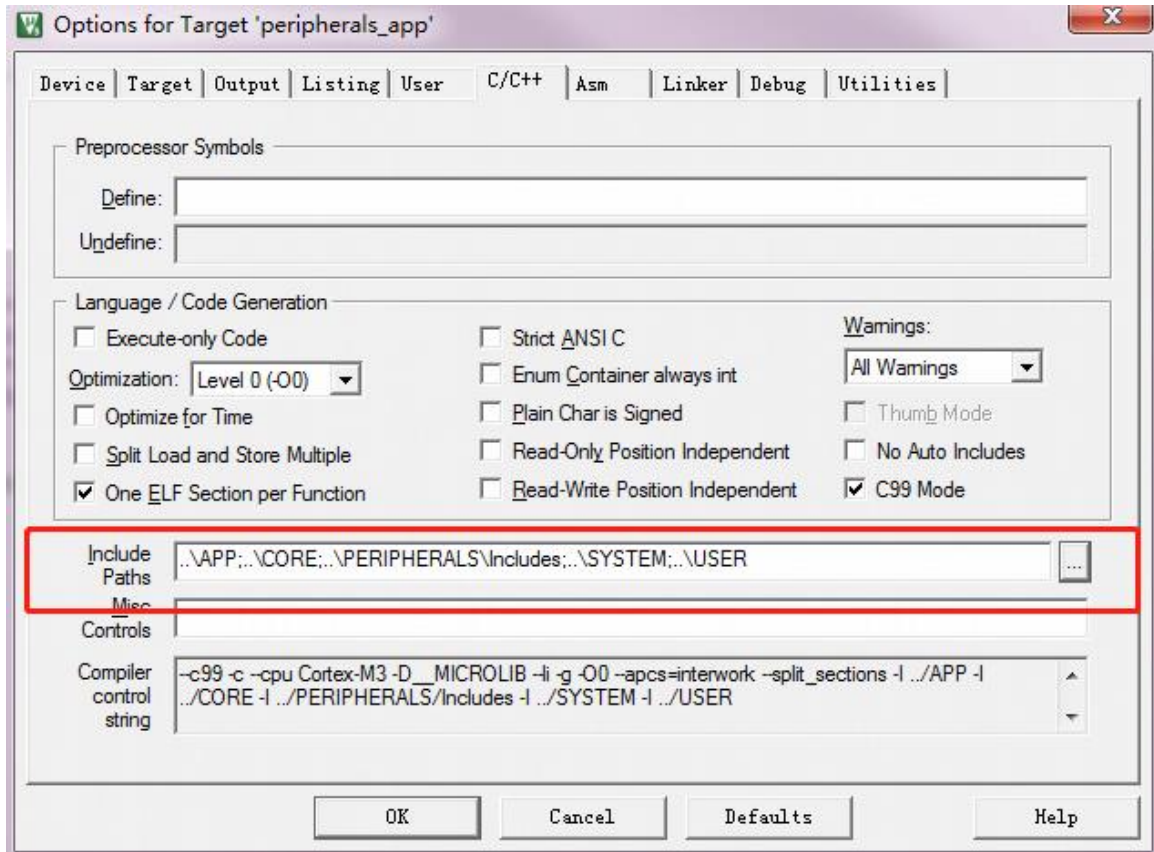 Options for Target 'peripherals_app'
Device Target Output Listing User C/C++ Asm Linker Debug Utilities
Preprocessor Symbols
Define:
Undefine:
Language / Code Generation
Execute-only Code
Strict ANSI C
Warnings:
Optimization: Level 0 (-O0)
Enum Container always int
All Warnings
Optimize for Time
Plain Char is Signed
Thumb Mode
Split Load and Store Multiple
Read-Only Position Independent
No Auto Includes
One ELF Section per Function
Read-Write Position Independent
C99 Mode
Include
Paths
..\APP;..\CORE;..\PERIPHERALS\Includes;..\SYSTEM;..\USER
...
Misc
Controls
Compiler
control
string
--c99 -c --cpu Cortex-M3 -D__MICROLIB --li -g -O0 --apcs=interwork --split_sections -I ../APP -I
../CORE -I ../PERIPHERALS/Includes -I ../SYSTEM -I ../USER
OK Cancel Defaults Help